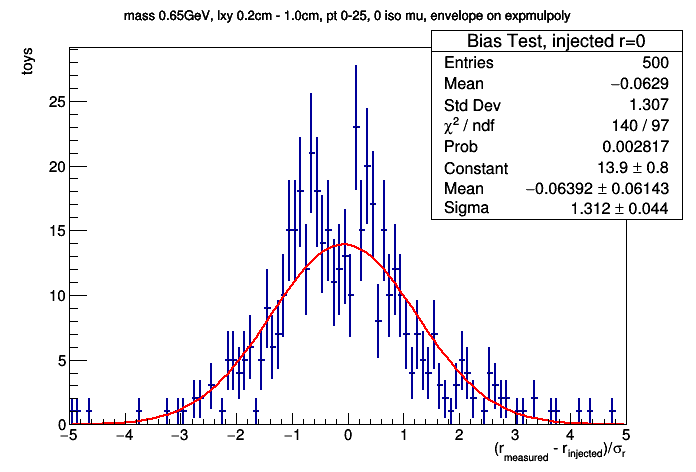 mass 0.65GeV, lxy 0.2cm - 1.0cm, pt 0-25, 0 iso mu, envelope on expmulpoly
Bias Test, injected r=0
Entries 500
Mean −0.0629
Std Dev 1.307
χ² / ndf 140 / 97
Prob 0.002817
Constant 13.9 ± 0.8
Mean −0.06392 ± 0.06143
Sigma 1.312 ± 0.044
toys
25
20
15
10
5
0
−5 −4 −3 −2 −1 0 1 2 3 4 5
(r_measured - r_injected)/σ_r